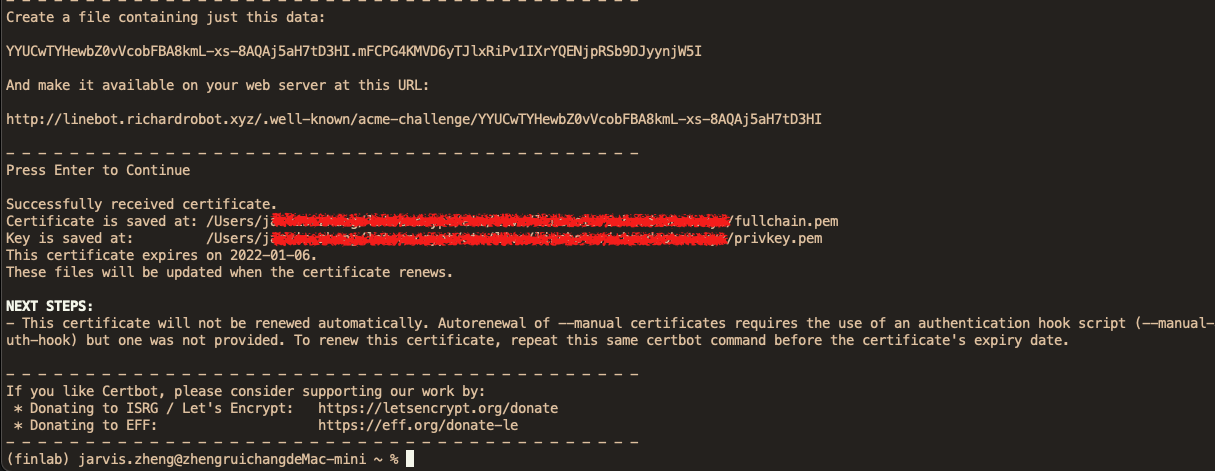 Create a file containing just this data:
YYUCwTYHewbZ0vVcobFBA8kmL-xs-8AQAj5aH7tD3HI.mFCPG4KMVD6yTJlxRiPv1IXrYQENjpRSb9DJyynjW5I
And make it available on your web server at this URL:
http://linebot.richardrobot.xyz/.well-known/acme-challenge/YYUCwTYHewbZ0vVcobFBA8kmL-xs-8AQAj5aH7tD3HI
- - - - - - - - - - - - - - - - - - - - - - - - - - - - - - - - - - - - - - - -
Press Enter to Continue
Successfully received certificate.
Certificate is saved at: /Users/ja /fullchain.pem
Key is saved at: /Users/ja /privkey.pem
This certificate expires on 2022-01-06.
These files will be updated when the certificate renews.
NEXT STEPS:
- This certificate will not be renewed automatically. Autorenewal of --manual certificates requires the use of an authentication hook script (--manual-
uth-hook) but one was not provided. To renew this certificate, repeat this same certbot command before the certificate's expiry date.
- - - - - - - - - - - - - - - - - - - - - - - - - - - - - - - - - - - - - - - -
If you like Certbot, please consider supporting our work by:
* Donating to ISRG / Let's Encrypt: https://letsencrypt.org/donate
* Donating to EFF: https://eff.org/donate-le
- - - - - - - - - - - - - - - - - - - - - - - - - - - - - - - - - - - - - - - -
(finlab) jarvis.zheng@zhengruichangdeMac-mini ~ %